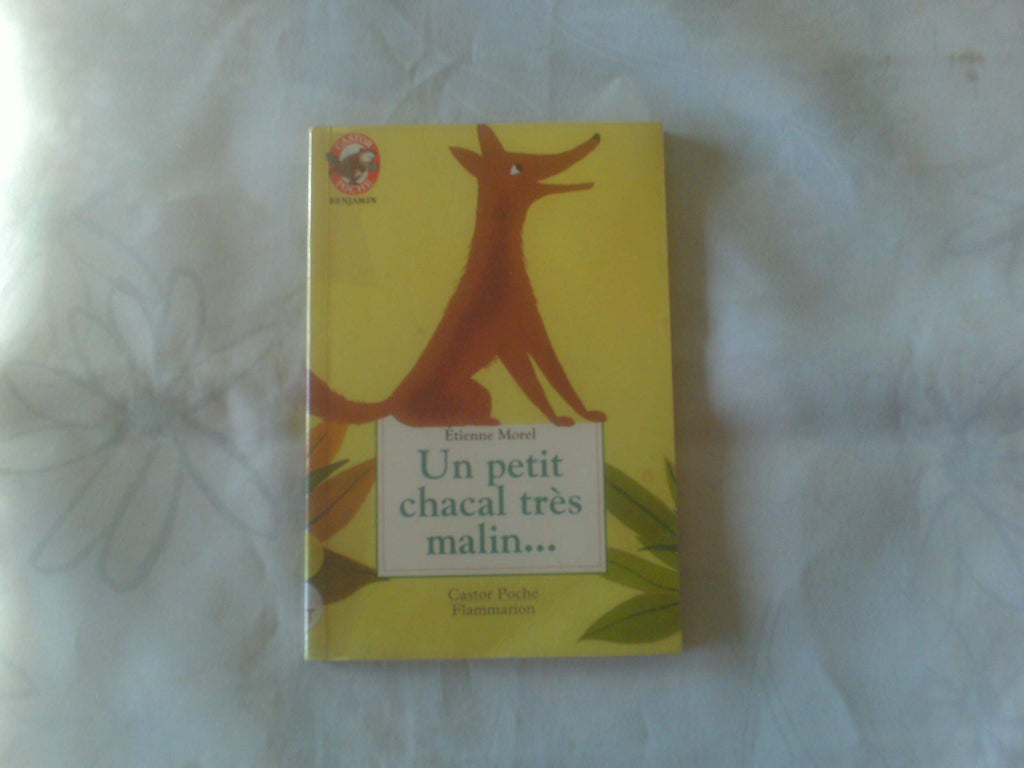 CASTOR
POCHE
BENJAMIN
Étienne Morel
Un petit
chacal très
malin...
Castor Poche
Flammarion